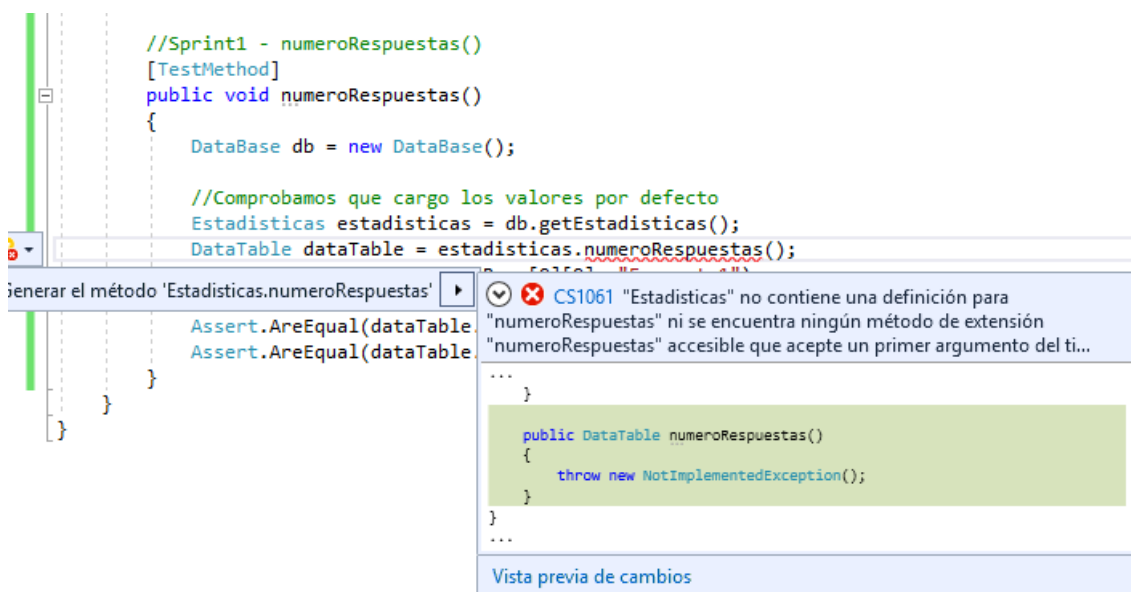 //Sprint1 - numeroRespuestas()
[TestMethod]
public void numeroRespuestas()
{
DataBase db = new DataBase();
//Comprobamos que cargo los valores por defecto
Estadisticas estadisticas = db.getEstadisticas();
DataTable dataTable = estadisticas.numeroRespuestas();
Generar el método 'Estadisticas.numeroRespuestas'
Assert.AreEqual(dataTable.
Assert.AreEqual(dataTable.
}
}
}
CS1061 "Estadisticas" no contiene una definición para
"numeroRespuestas" ni se encuentra ningún método de extensión
"numeroRespuestas" accesible que acepte un primer argumento del ti...
...
}
public DataTable numeroRespuestas()
{
throw new NotImplementedException();
}
}
...
Vista previa de cambios